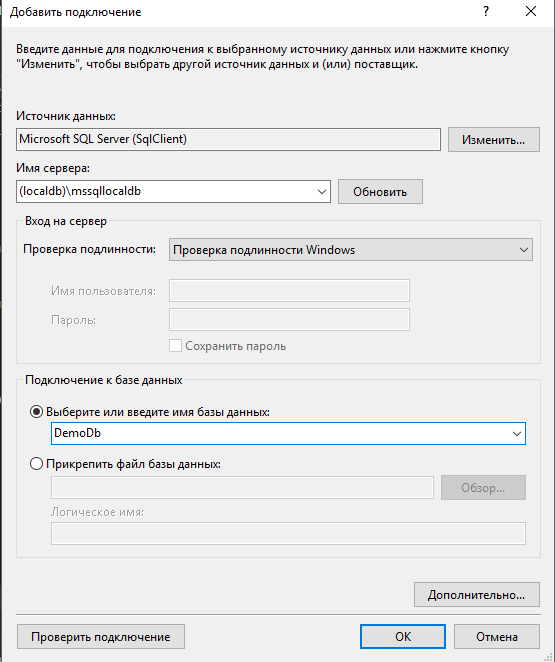 Добавить подключение
?
Введите данные для подключения к выбранному источнику данных или нажмите кнопку
"Изменить", чтобы выбрать другой источник данных и (или) поставщик.
Источник данных:
Microsoft SQL Server (SqlClient)
Изменить...
Имя сервера:
(localdb)\mssqllocaldb
Обновить
Вход на сервер
Проверка подлинности:
Проверка подлинности Windows
Имя пользователя:
Пароль:
Сохранить пароль
Подключение к базе данных
Выберите или введите имя базы данных:
DemoDb
Прикрепить файл базы данных:
Обзор...
Логическое имя:
Дополнительно...
Проверить подключение
ОК
Отмена